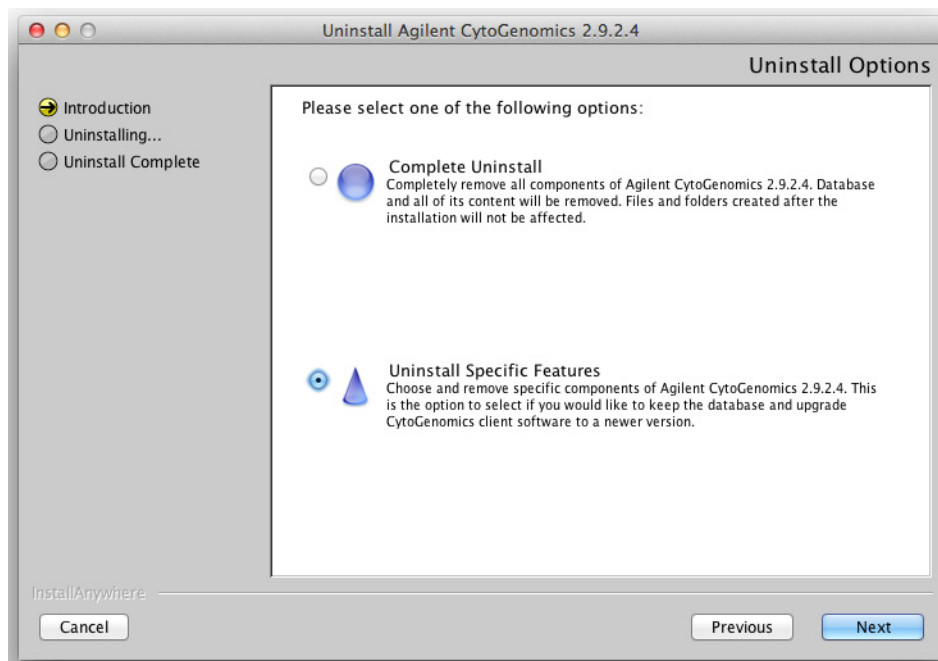 Uninstall Agilent CytoGenomics 2.9.2.4
Uninstall Options
Introduction
Uninstalling...
Uninstall Complete
Please select one of the following options:
Complete Uninstall
Completely remove all components of Agilent CytoGenomics 2.9.2.4. Database
and all of its content will be removed. Files and folders created after the
installation will not be affected.
Uninstall Specific Features
Choose and remove specific components of Agilent CytoGenomics 2.9.2.4. This
is the option to select if you would like to keep the database and upgrade
CytoGenomics client software to a newer version.
InstallAnywhere
Cancel
Previous
Next